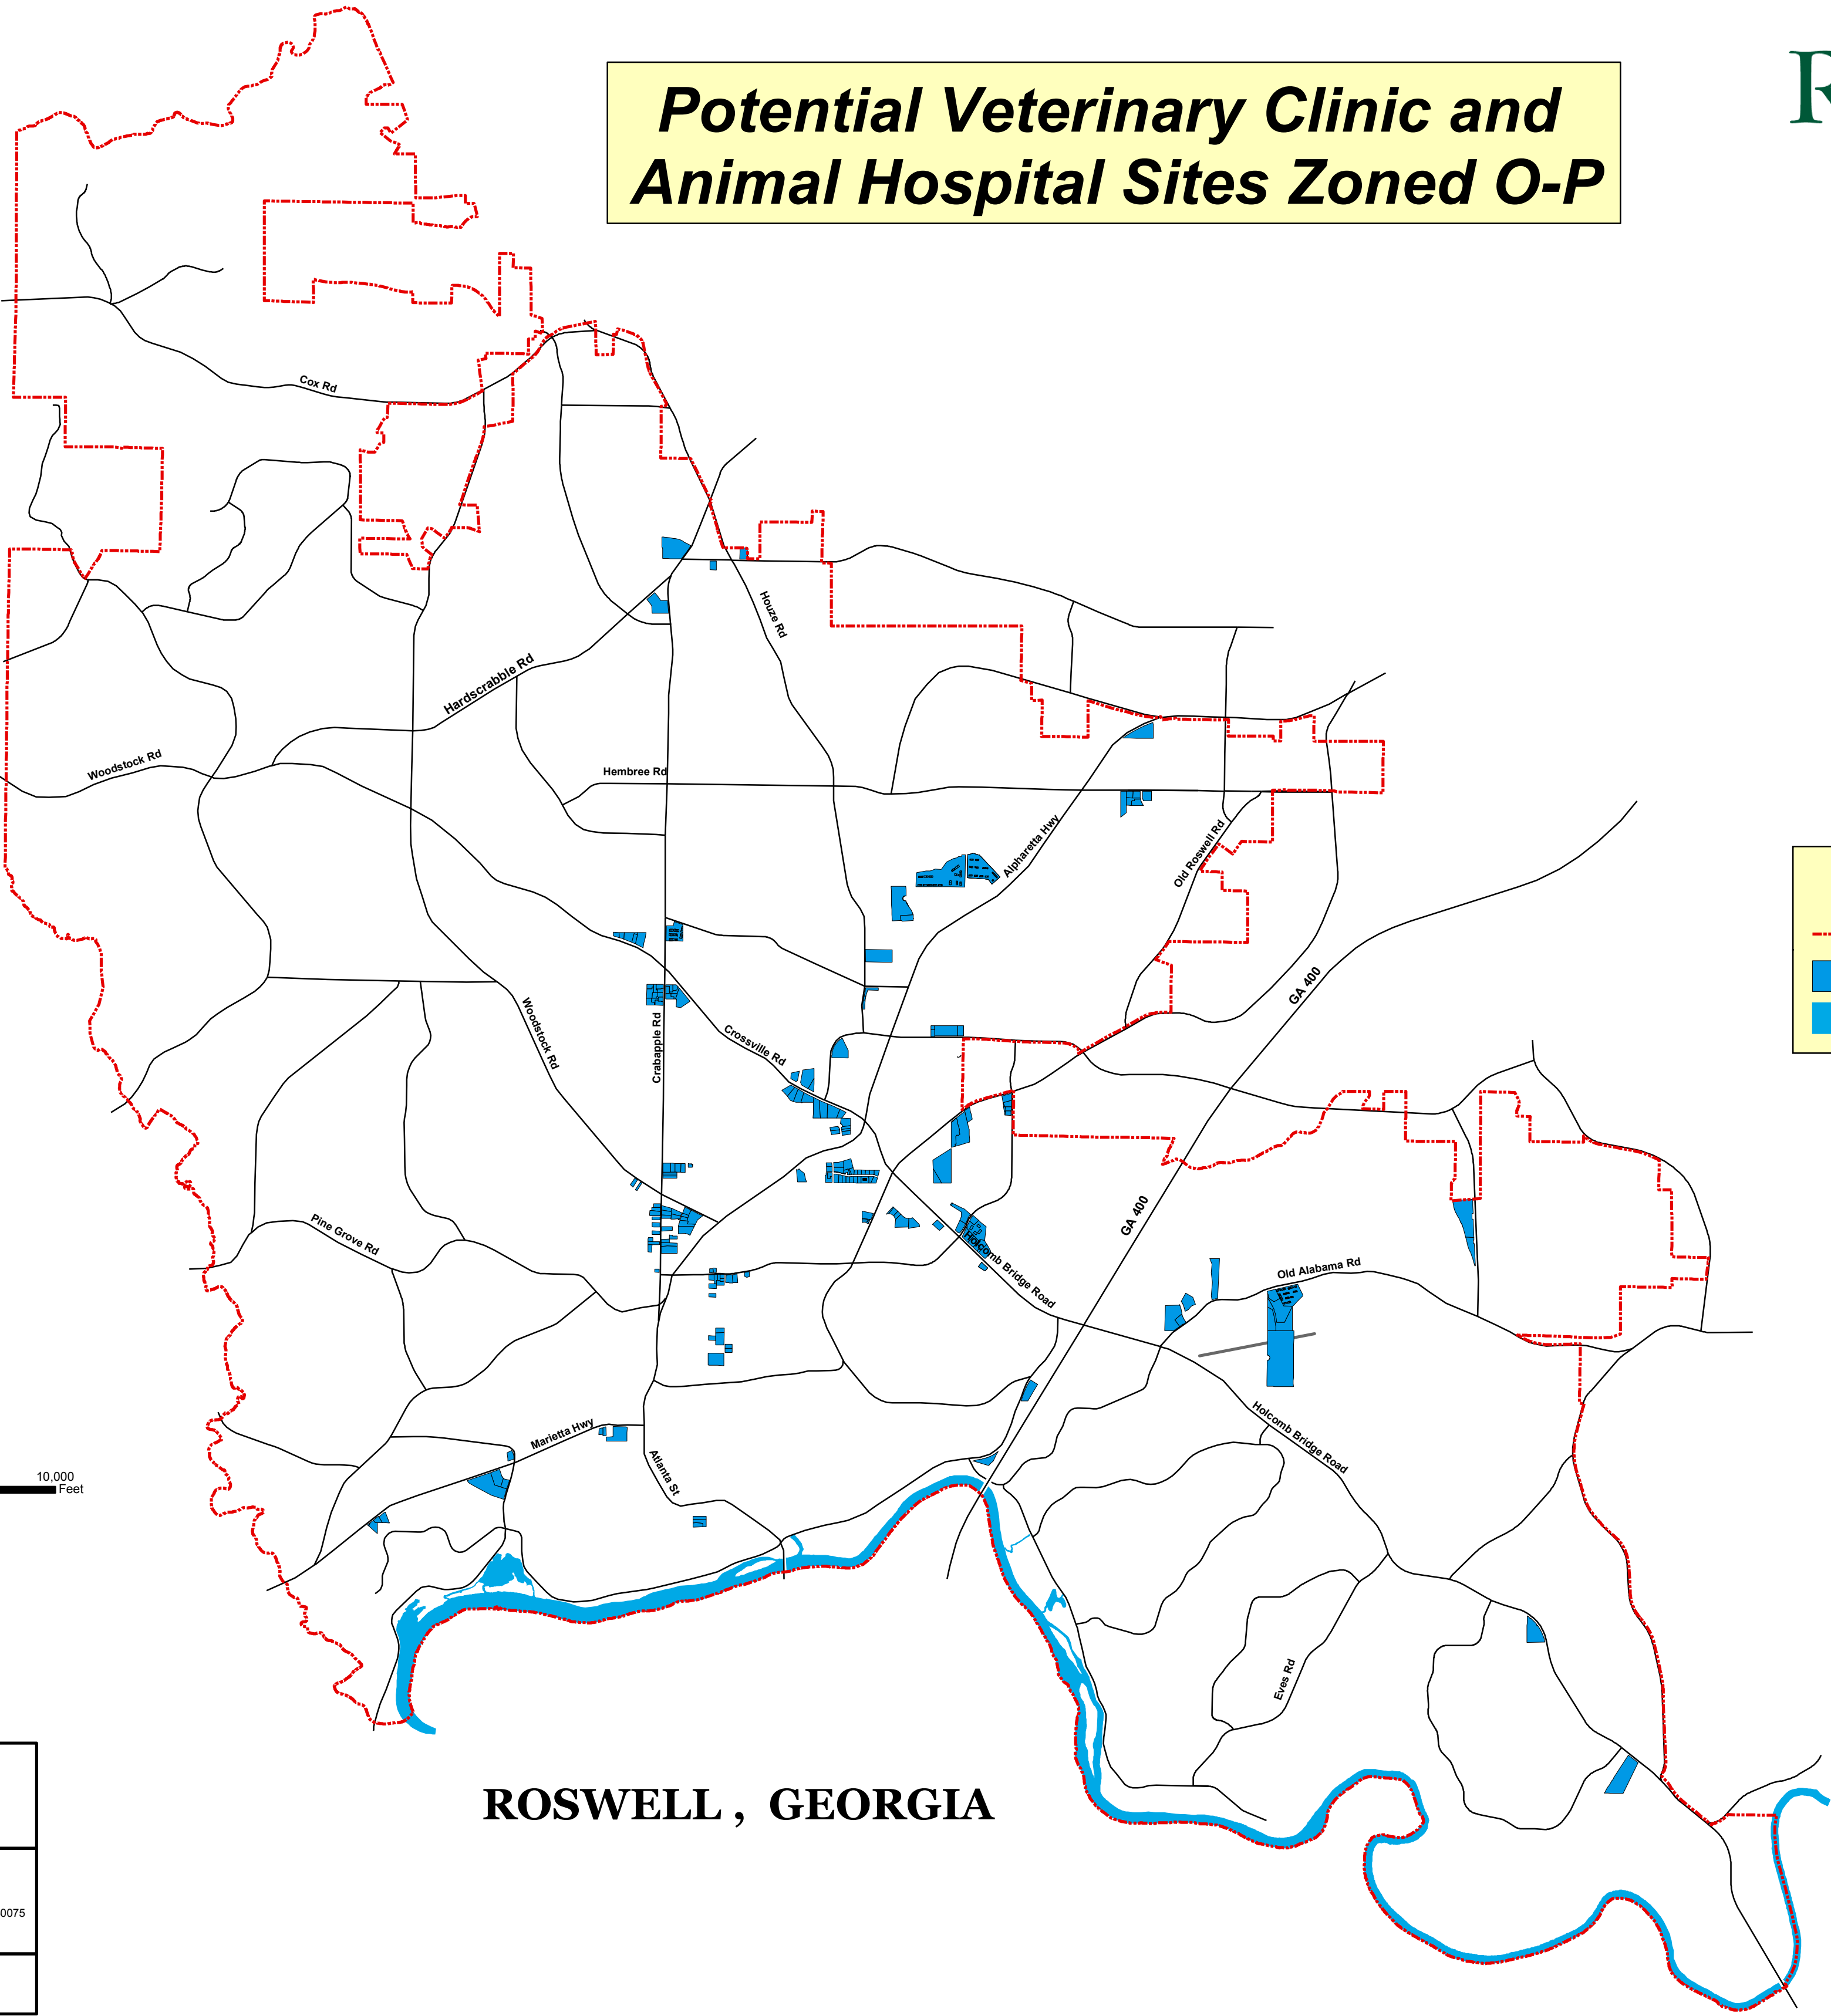 Potential Veterinary Clinic and
Animal Hospital Sites Zoned O-P
R
Cox Rd
Houze Rd
Hardscrabble Rd
Woodstock Rd
Hembree Rd
Alpharetta Hwy
Old Roswell Rd
GA 400
Woodstock Rd
Crabapple Rd
Crossville Rd
Pine Grove Rd
GA 400
Holcomb Bridge Road
Old Alabama Rd
Holcomb Bridge Road
Marietta Hwy
Atlanta St
10,000
Feet
Eves Rd
ROSWELL , GEORGIA
0075